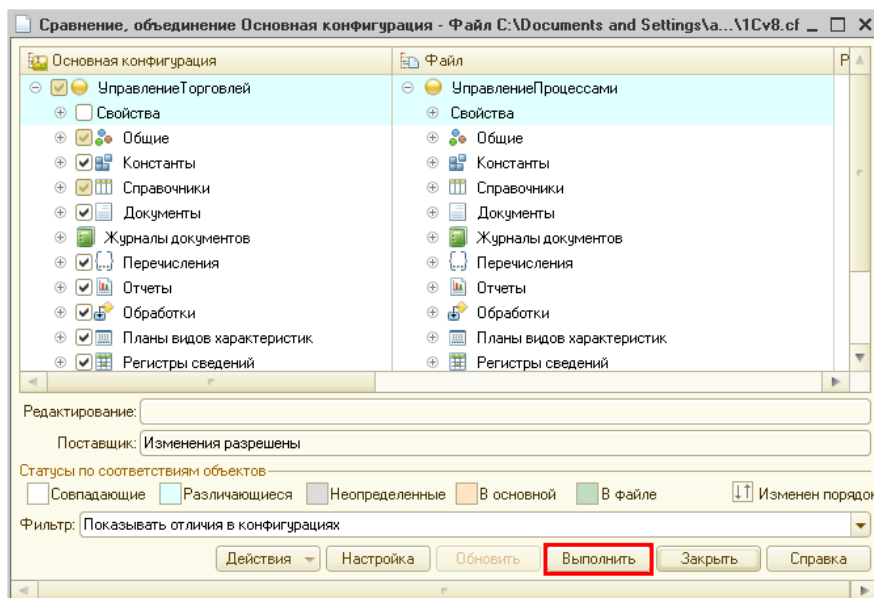 Сравнение, объединение Основная конфигурация - Файл C:\Documents and Settings\a...\1Cv8.cf
Основная конфигурация Файл Р
УправлениеТорговлей УправлениеПроцессами
Свойства Свойства
Общие Общие
Константы Константы
Справочники Справочники
Документы Документы
Журналы документов Журналы документов
Перечисления Перечисления
Отчеты Отчеты
Обработки Обработки
Планы видов характеристик Планы видов характеристик
Регистры сведений Регистры сведений
Редактирование:
Поставщик: Изменения разрешены
Статусы по соответствиям объектов
Совпадающие Различающиеся Неопределенные В основной В файле Изменен порядок
Фильтр: Показывать отличия в конфигурациях
Действия Настройка Обновить Выполнить Закрыть Справка